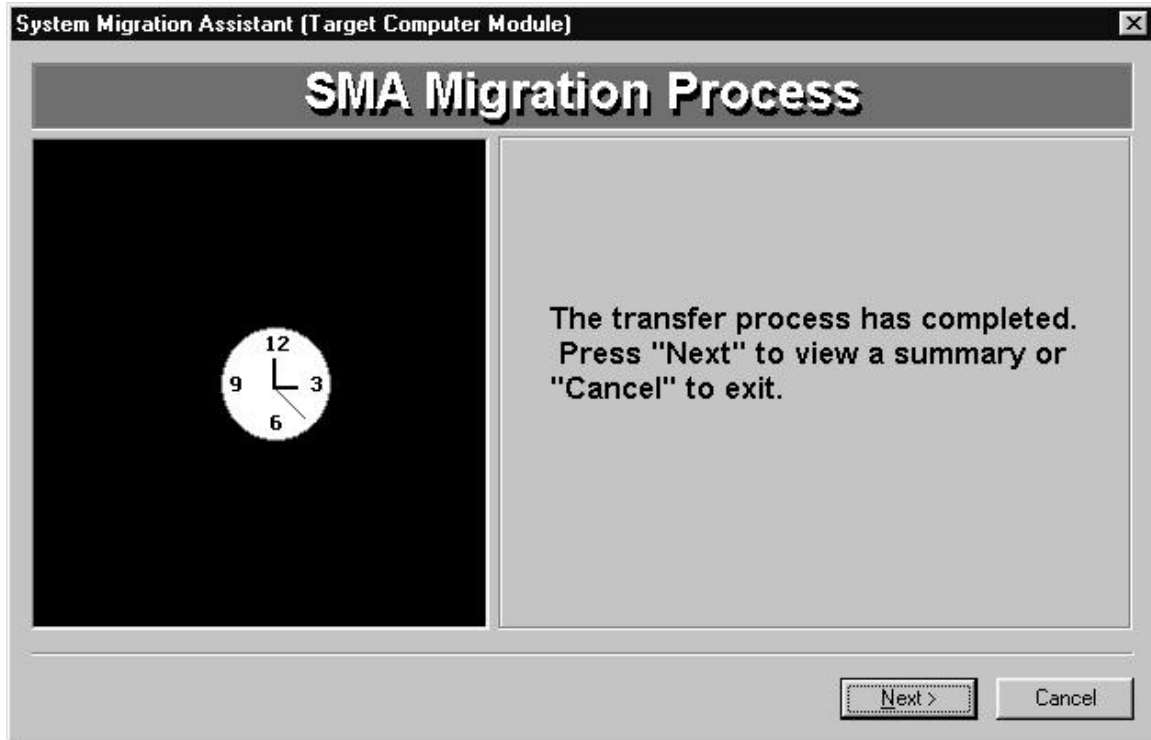 System Migration Assistant (Target Computer Module)
SMA Migration Process
12
9 3
6
The transfer process has completed.
Press "Next" to view a summary or
"Cancel" to exit.
Next > Cancel